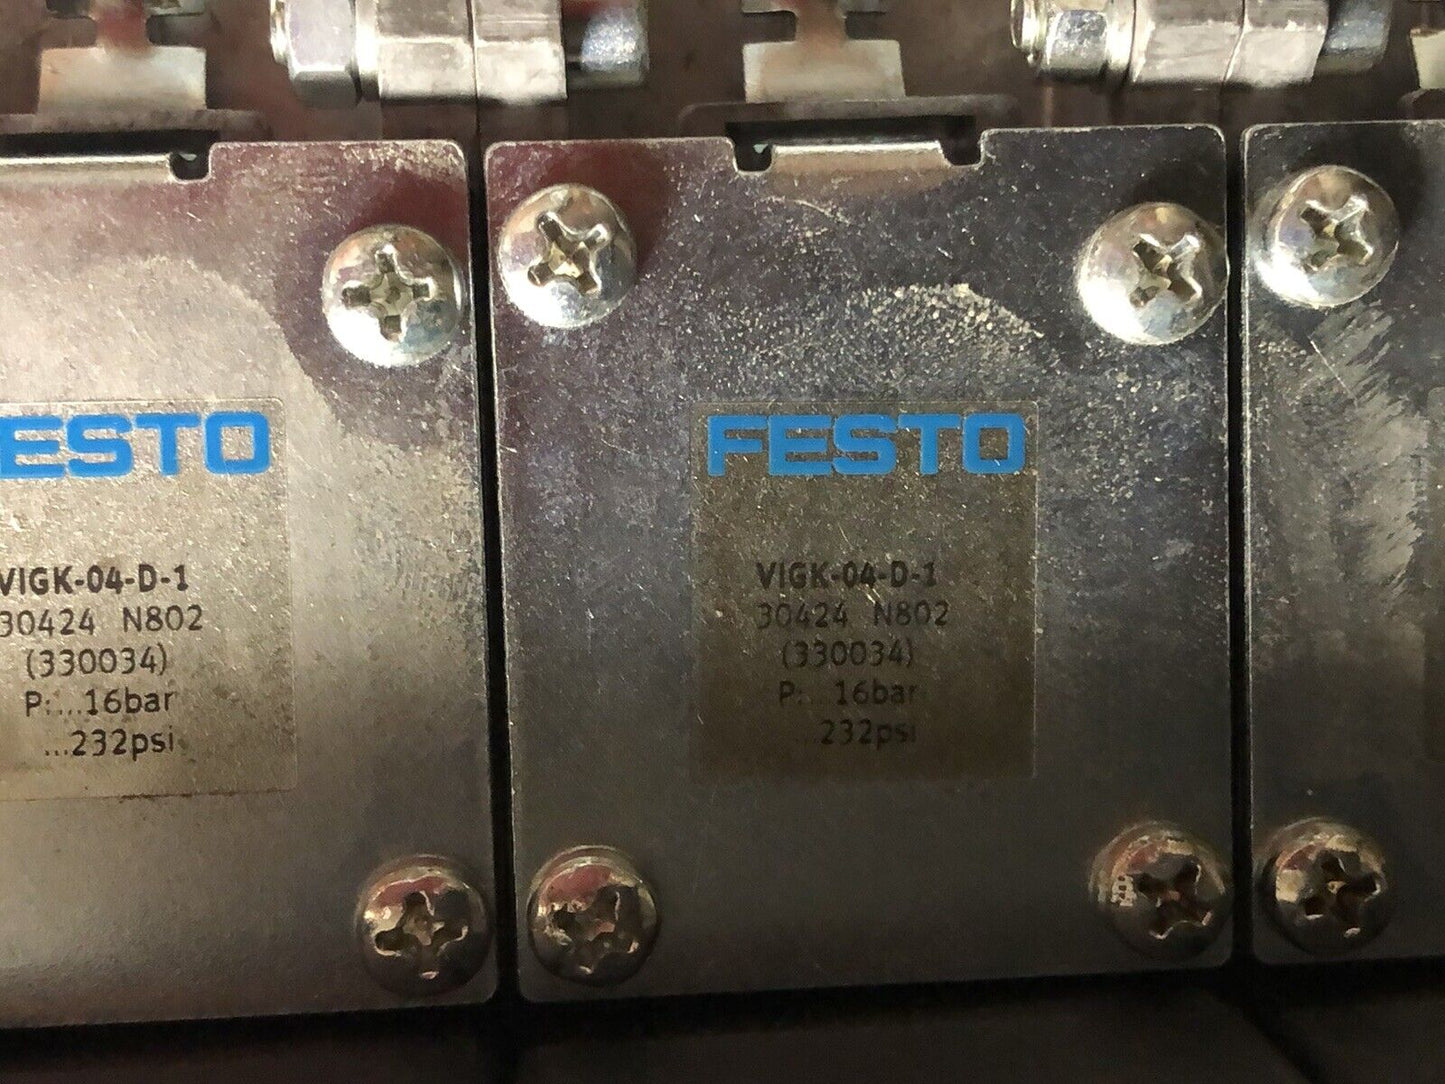 ESTO
VIGK-04-D-1
30424 N802
(330034)
P:...16bar
...232psi
FESTO
VIGK-04-D-1
30424 N802
(330034)
P:...16bar
232psi